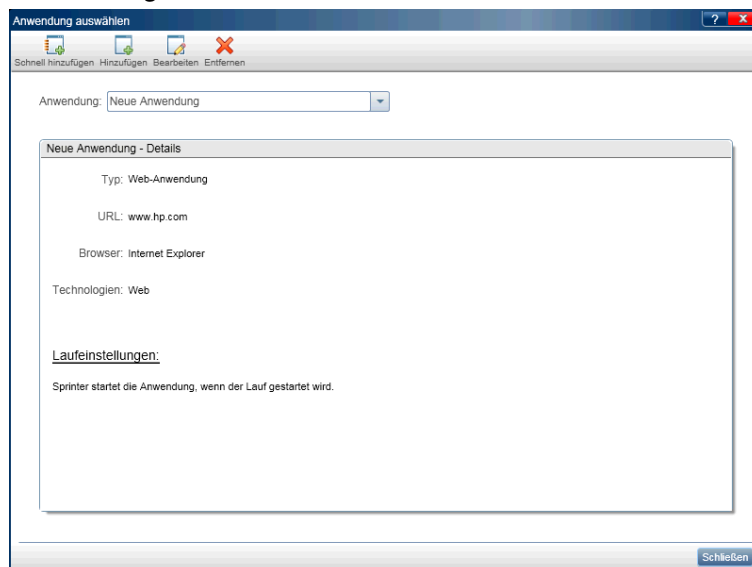 Anwendung auswählen
? X
Schnell hinzufügen Hinzufügen Bearbeiten Entfernen
Anwendung: Neue Anwendung
Neue Anwendung - Details
Typ: Web-Anwendung
URL: www.hp.com
Browser: Internet Explorer
Technologien: Web
Laufeinstellungen:
Sprinter startet die Anwendung, wenn der Lauf gestartet wird.
Schließen